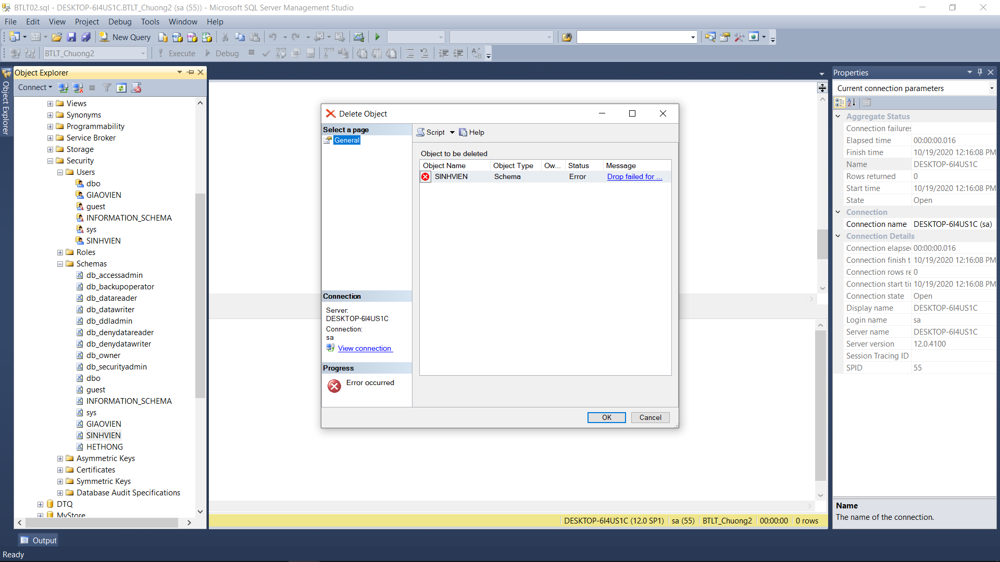 BTLT02.sql - DESKTOP-6I4US1C.BTLT_Chuong2 (sa (55)) - Microsoft SQL Server Management Studio
File Edit View Project Debug Tools Window Help
New Query
BTLT_Chuong2 Execute Debug
Object Explorer
Object Explorer
Connect
Views
Synonyms
Programmability
Service Broker
Storage
Security
Users
dbo
GIAOVIEN
guest
INFORMATION_SCHEMA
sys
SINHVIEN
Roles
Schemas
db_accessadmin
db_backupoperator
db_datareader
db_datawriter
db_ddladmin
db_denydatareader
db_denydatawriter
db_owner
db_securityadmin
dbo
guest
INFORMATION_SCHEMA
sys
GIAOVIEN
SINHVIEN
HETHONG
Asymmetric Keys
Certificates
Symmetric Keys
Database Audit Specifications
DTQ
MyStore
Delete Object
Select a page
General
Script Help
Object to be deleted
Object Name Object Type Ow... Status Message
SINHVIEN Schema Error Drop failed for ...
Connection
Server:
DESKTOP-6I4US1C
Connection:
sa
View connection
Progress
Error occurred
OK Cancel
DESKTOP-6I4US1C (12.0 SP1) sa (55) BTLT_Chuong2 00:00:00 0 rows
Properties
Current connection parameters
Aggregate Status
Connection failures
Elapsed time 00:00:00.016
Finish time 10/19/2020 12:16:08 PM
Name DESKTOP-6I4US1C
Rows returned 0
Start time 10/19/2020 12:16:08 PM
State Open
Connection
Connection name DESKTOP-6I4US1C (sa)
Connection Details
Connection elapse 00:00:00.016
Connection finish t 10/19/2020 12:16:08 PM
Connection rows re 0
Connection start ti 10/19/2020 12:16:08 PM
Connection state Open
Display name DESKTOP-6I4US1C
Login name sa
Server name DESKTOP-6I4US1C
Server version 12.0.4100
Session Tracing ID
SPID 55
Name
The name of the connection.
Output
Ready